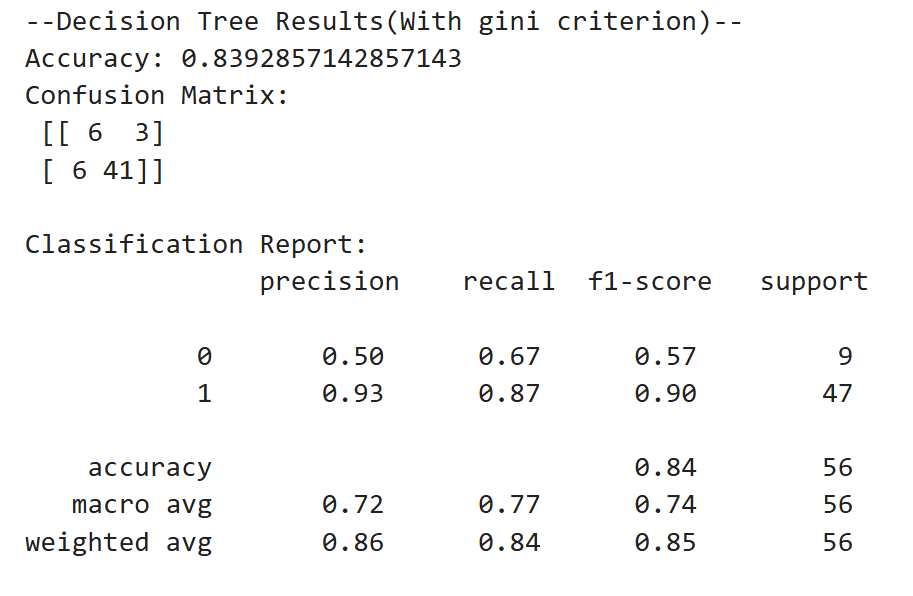 --Decision Tree Results(With gini criterion)--
Accuracy: 0.8392857142857143
Confusion Matrix:
 [[ 6  3]
 [ 6 41]]
Classification Report:
               precision    recall  f1-score   support
           0       0.50      0.67      0.57         9
           1       0.93      0.87      0.90        47
    accuracy                           0.84        56
   macro avg       0.72      0.77      0.74        56
weighted avg       0.86      0.84      0.85        56